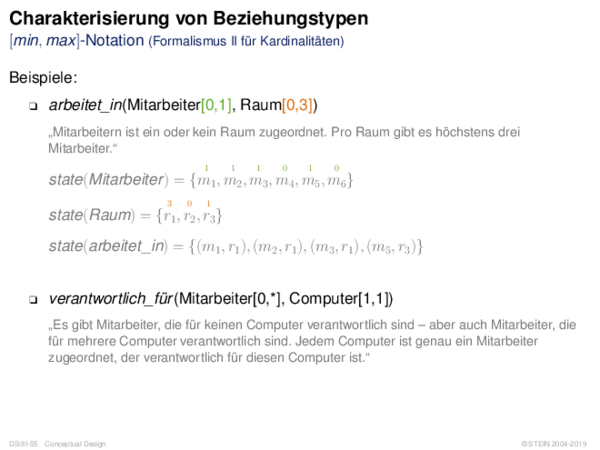 Charakterisierung von Beziehungstypen
[min, max]-Notation (Formalismus II für Kardinalitäten)
Beispiele:
❏ arbeitet_in(Mitarbeiter[0,1], Raum[0,3])
„Mitarbeitern ist ein oder kein Raum zugeordnet. Pro Raum gibt es höchstens drei
Mitarbeiter.“
1 1 1 0 1 0
state(Mitarbeiter) = {m₁, m₂, m₃, m₄, m₅, m₆}
3 0 1
state(Raum) = {r₁, r₂, r₃}
state(arbeitet_in) = {(m₁, r₁), (m₂, r₁), (m₃, r₁), (m₅, r₃)}
❏ verantwortlich_für(Mitarbeiter[0,*], Computer[1,1])
„Es gibt Mitarbeiter, die für keinen Computer verantwortlich sind – aber auch Mitarbeiter, die
für mehrere Computer verantwortlich sind. Jedem Computer ist genau ein Mitarbeiter
zugeordnet, der verantwortlich für diesen Computer ist.“
DB:III-55 Conceptual Design © STEIN 2004-2019